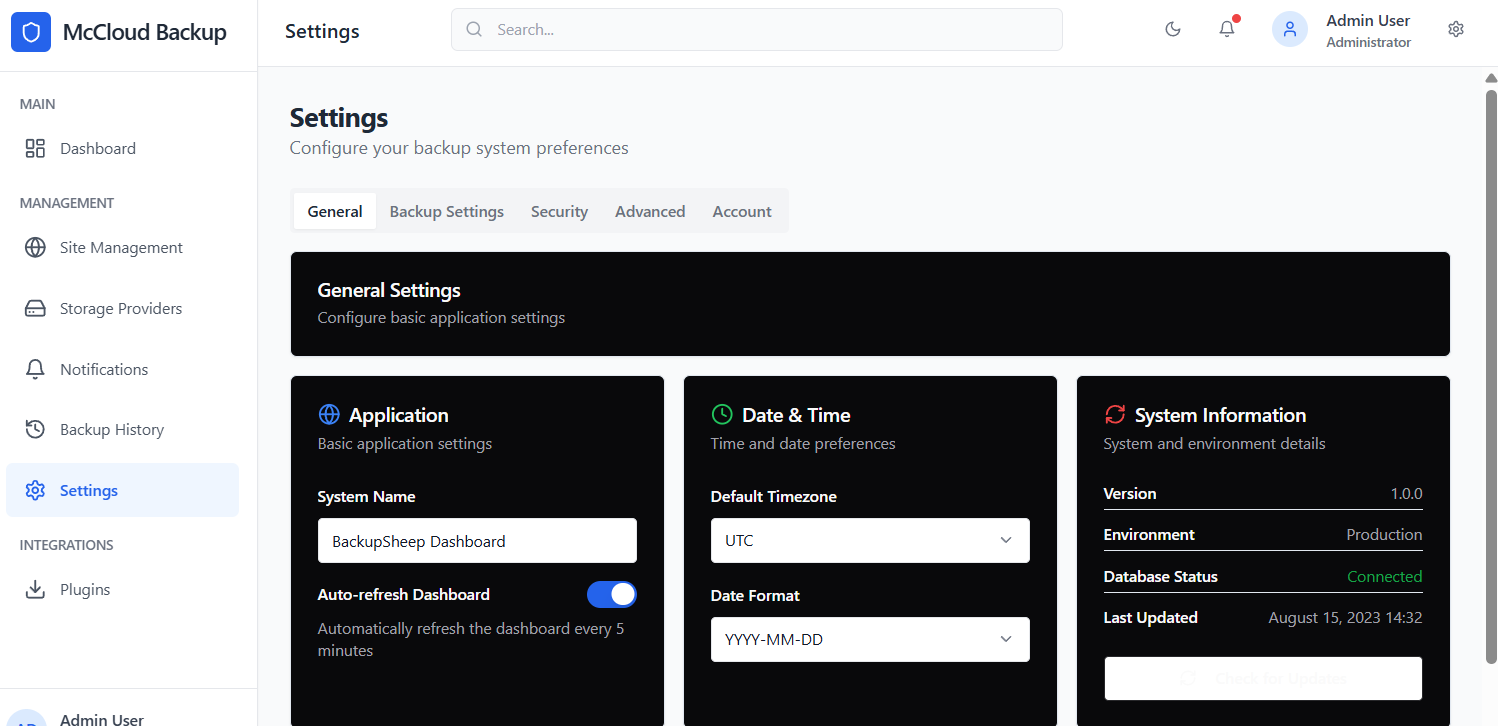 McCloud Backup
Settings
Search...
Admin User
Administrator
MAIN
Dashboard
MANAGEMENT
Site Management
Storage Providers
Notifications
Backup History
Settings
INTEGRATIONS
Plugins
Admin User
Settings
Configure your backup system preferences
General
Backup Settings
Security
Advanced
Account
General Settings
Configure basic application settings
Application
Basic application settings
System Name
BackupSheep Dashboard
Auto-refresh Dashboard
Automatically refresh the dashboard every 5
minutes
Date & Time
Time and date preferences
Default Timezone
UTC
Date Format
YYYY-MM-DD
System Information
System and environment details
Version 1.0.0
Environment Production
Database Status Connected
Last Updated August 15, 2023 14:32
Check for Updates